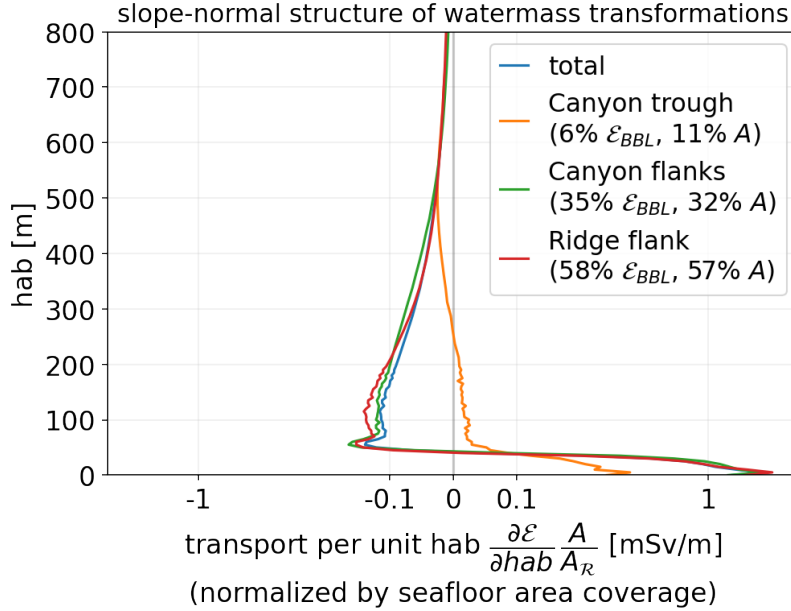 slope-normal structure of watermass transformations
800
700
600
500
400
300
200
100
0
hab [m]
total
Canyon trough
(6% ℰ_BBL, 11% A)
Canyon flanks
(35% ℰ_BBL, 32% A)
Ridge flank
(58% ℰ_BBL, 57% A)
-1 -0.1 0 0.1 1
transport per unit hab ∂ℰ/∂hab A/A_ℛ [mSv/m]
(normalized by seafloor area coverage)